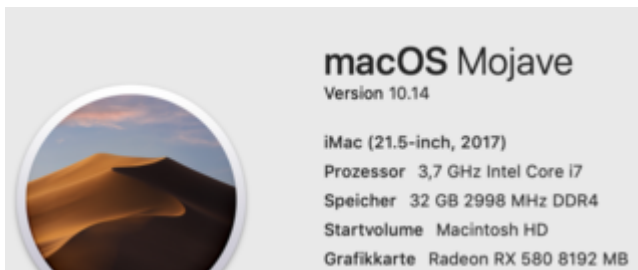 macOS Mojave
Version 10.14
iMac (21.5-inch, 2017)
Prozessor 3,7 GHz Intel Core i7
Speicher 32 GB 2998 MHz DDR4
Startvolume Macintosh HD
Grafikkarte Radeon RX 580 8192 MB